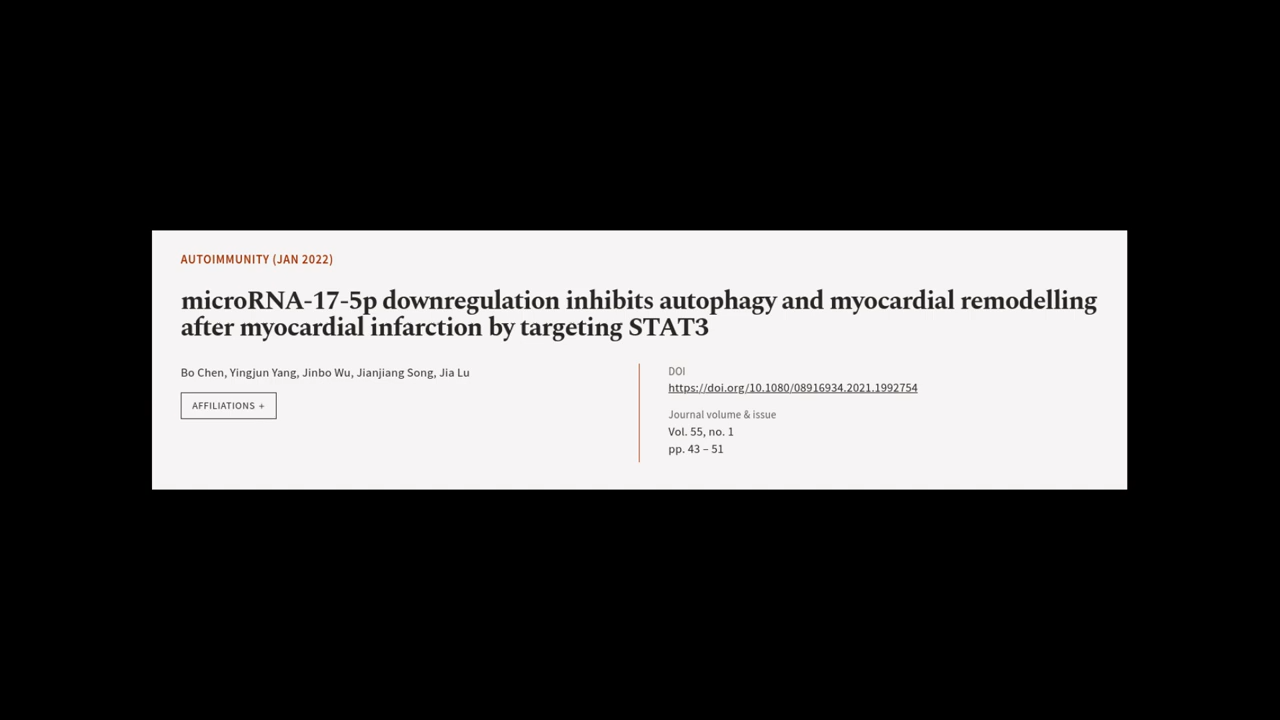 AUTOIMMUNITY (JAN 2022)
microRNA-17-5p downregulation inhibits autophagy and myocardial remodelling
after myocardial infarction by targeting STAT3
Bo Chen, Yingjun Yang, Jinbo Wu, Jianjiang Song, Jia Lu
AFFILIATIONS +
DOI
https://doi.org/10.1080/08916934.2021.1992754
Journal volume & issue
Vol. 55, no. 1
pp. 43 – 51